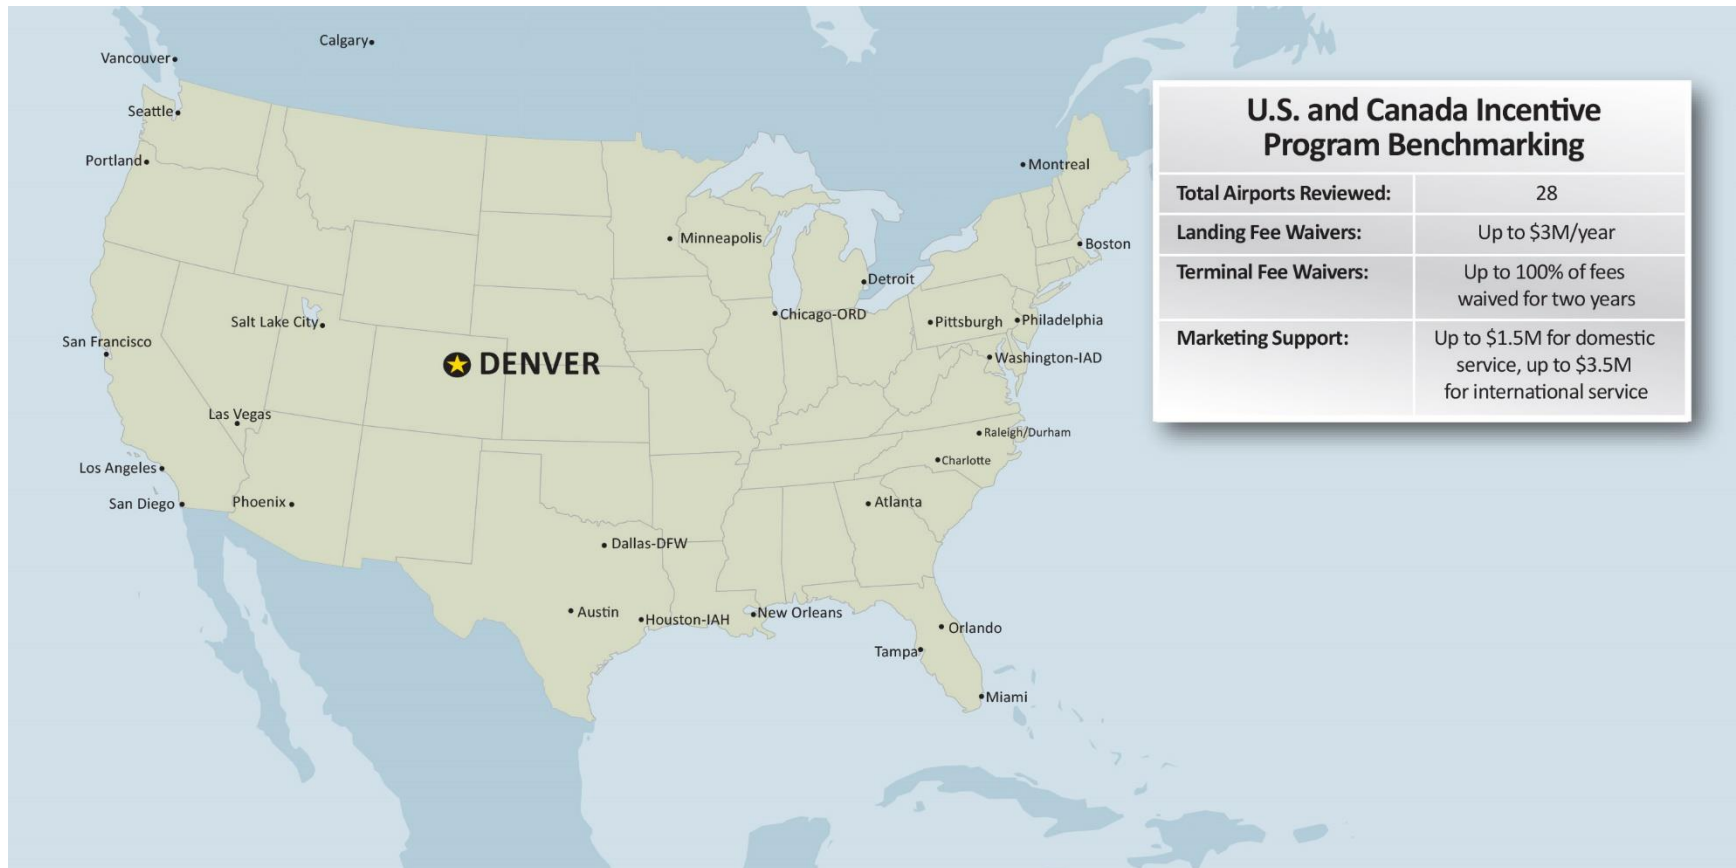 Calgary
Vancouver
Seattle
Portland
Montreal
Minneapolis
Boston
Detroit
Salt Lake City
Chicago-ORD
Pittsburgh
Philadelphia
San Francisco
DENVER
Washington-IAD
Las Vegas
Raleigh/Durham
Charlotte
Los Angeles
San Diego
Phoenix
Atlanta
Dallas-DFW
Austin
Houston-IAH
New Orleans
Orlando
Tampa
Miami
U.S. and Canada Incentive
Program Benchmarking
Total Airports Reviewed: 28
Landing Fee Waivers: Up to $3M/year
Terminal Fee Waivers: Up to 100% of fees
waived for two years
Marketing Support: Up to $1.5M for domestic
service, up to $3.5M
for international service